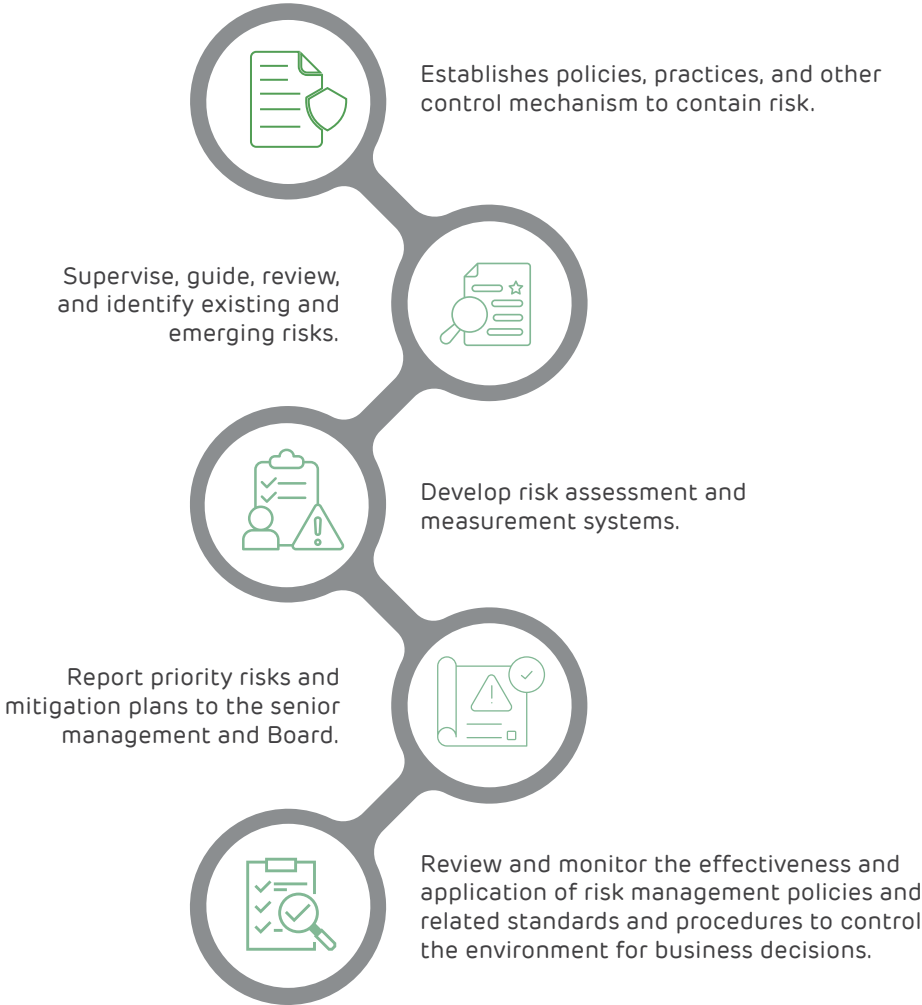 Establishes policies, practices, and other
control mechanism to contain risk.
Supervise, guide, review,
and identify existing and
emerging risks.
Develop risk assessment and
measurement systems.
Report priority risks and
mitigation plans to the senior
management and Board.
Review and monitor the effectiveness and
application of risk management policies and
related standards and procedures to control
the environment for business decisions.